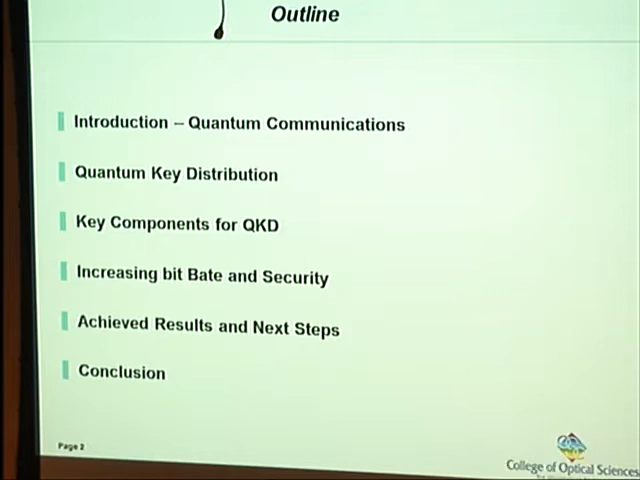 Outline
Introduction – Quantum Communications
Quantum Key Distribution
Key Components for QKD
Increasing bit Bate and Security
Achieved Results and Next Steps
Conclusion
Page 2
College of Optical Sciences